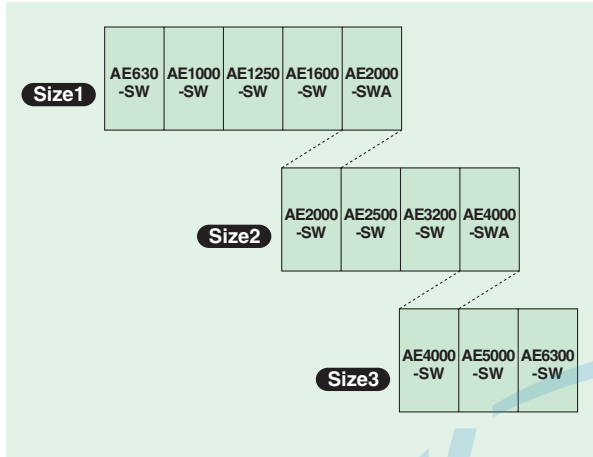 Size1
AE630 -SW
AE1000 -SW
AE1250 -SW
AE1600 -SW
AE2000 -SWA
Size2
AE2000 -SW
AE2500 -SW
AE3200 -SW
AE4000 -SWA
Size3
AE4000 -SW
AE5000 -SW
AE6300 -SW